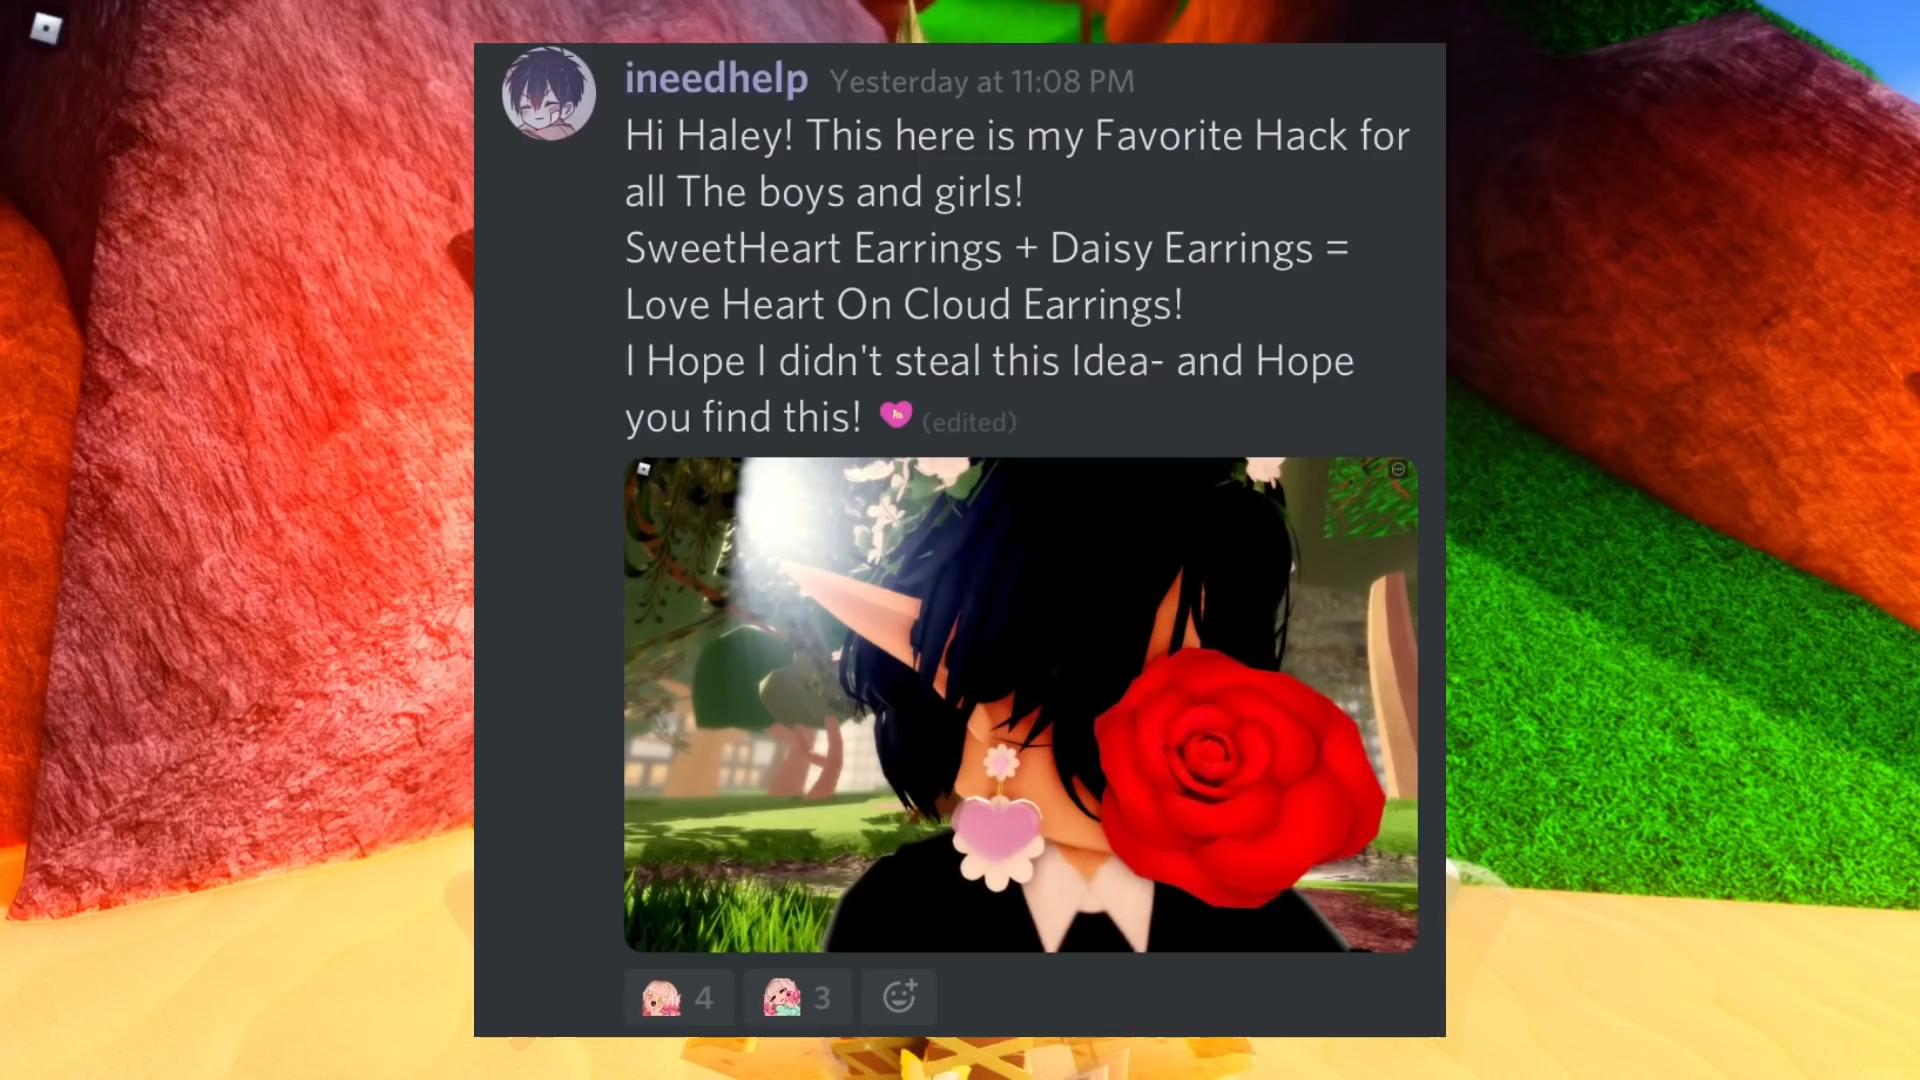 ineedhelp Yesterday at 11:08 PM
Hi Haley! This here is my Favorite Hack for
all The boys and girls!
SweetHeart Earrings + Daisy Earrings =
Love Heart On Cloud Earrings!
I Hope I didn't steal this Idea- and Hope
you find this! (edited)
4 3